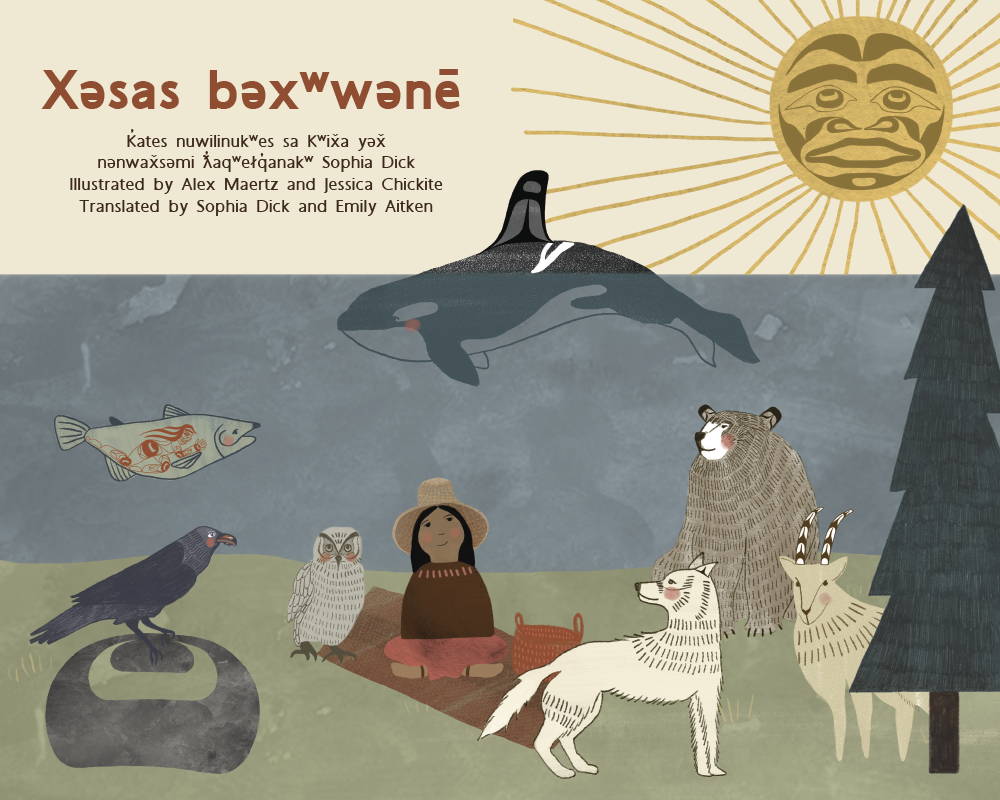 Xəsas bəxʷwənē
K̓ates nuwilinukʷes sa Kʷix̌a yəx̌
nənwax̌səmi ƛ̓aqʷełq̓anakʷ Sophia Dick
Illustrated by Alex Maertz and Jessica Chickite
Translated by Sophia Dick and Emily Aitken